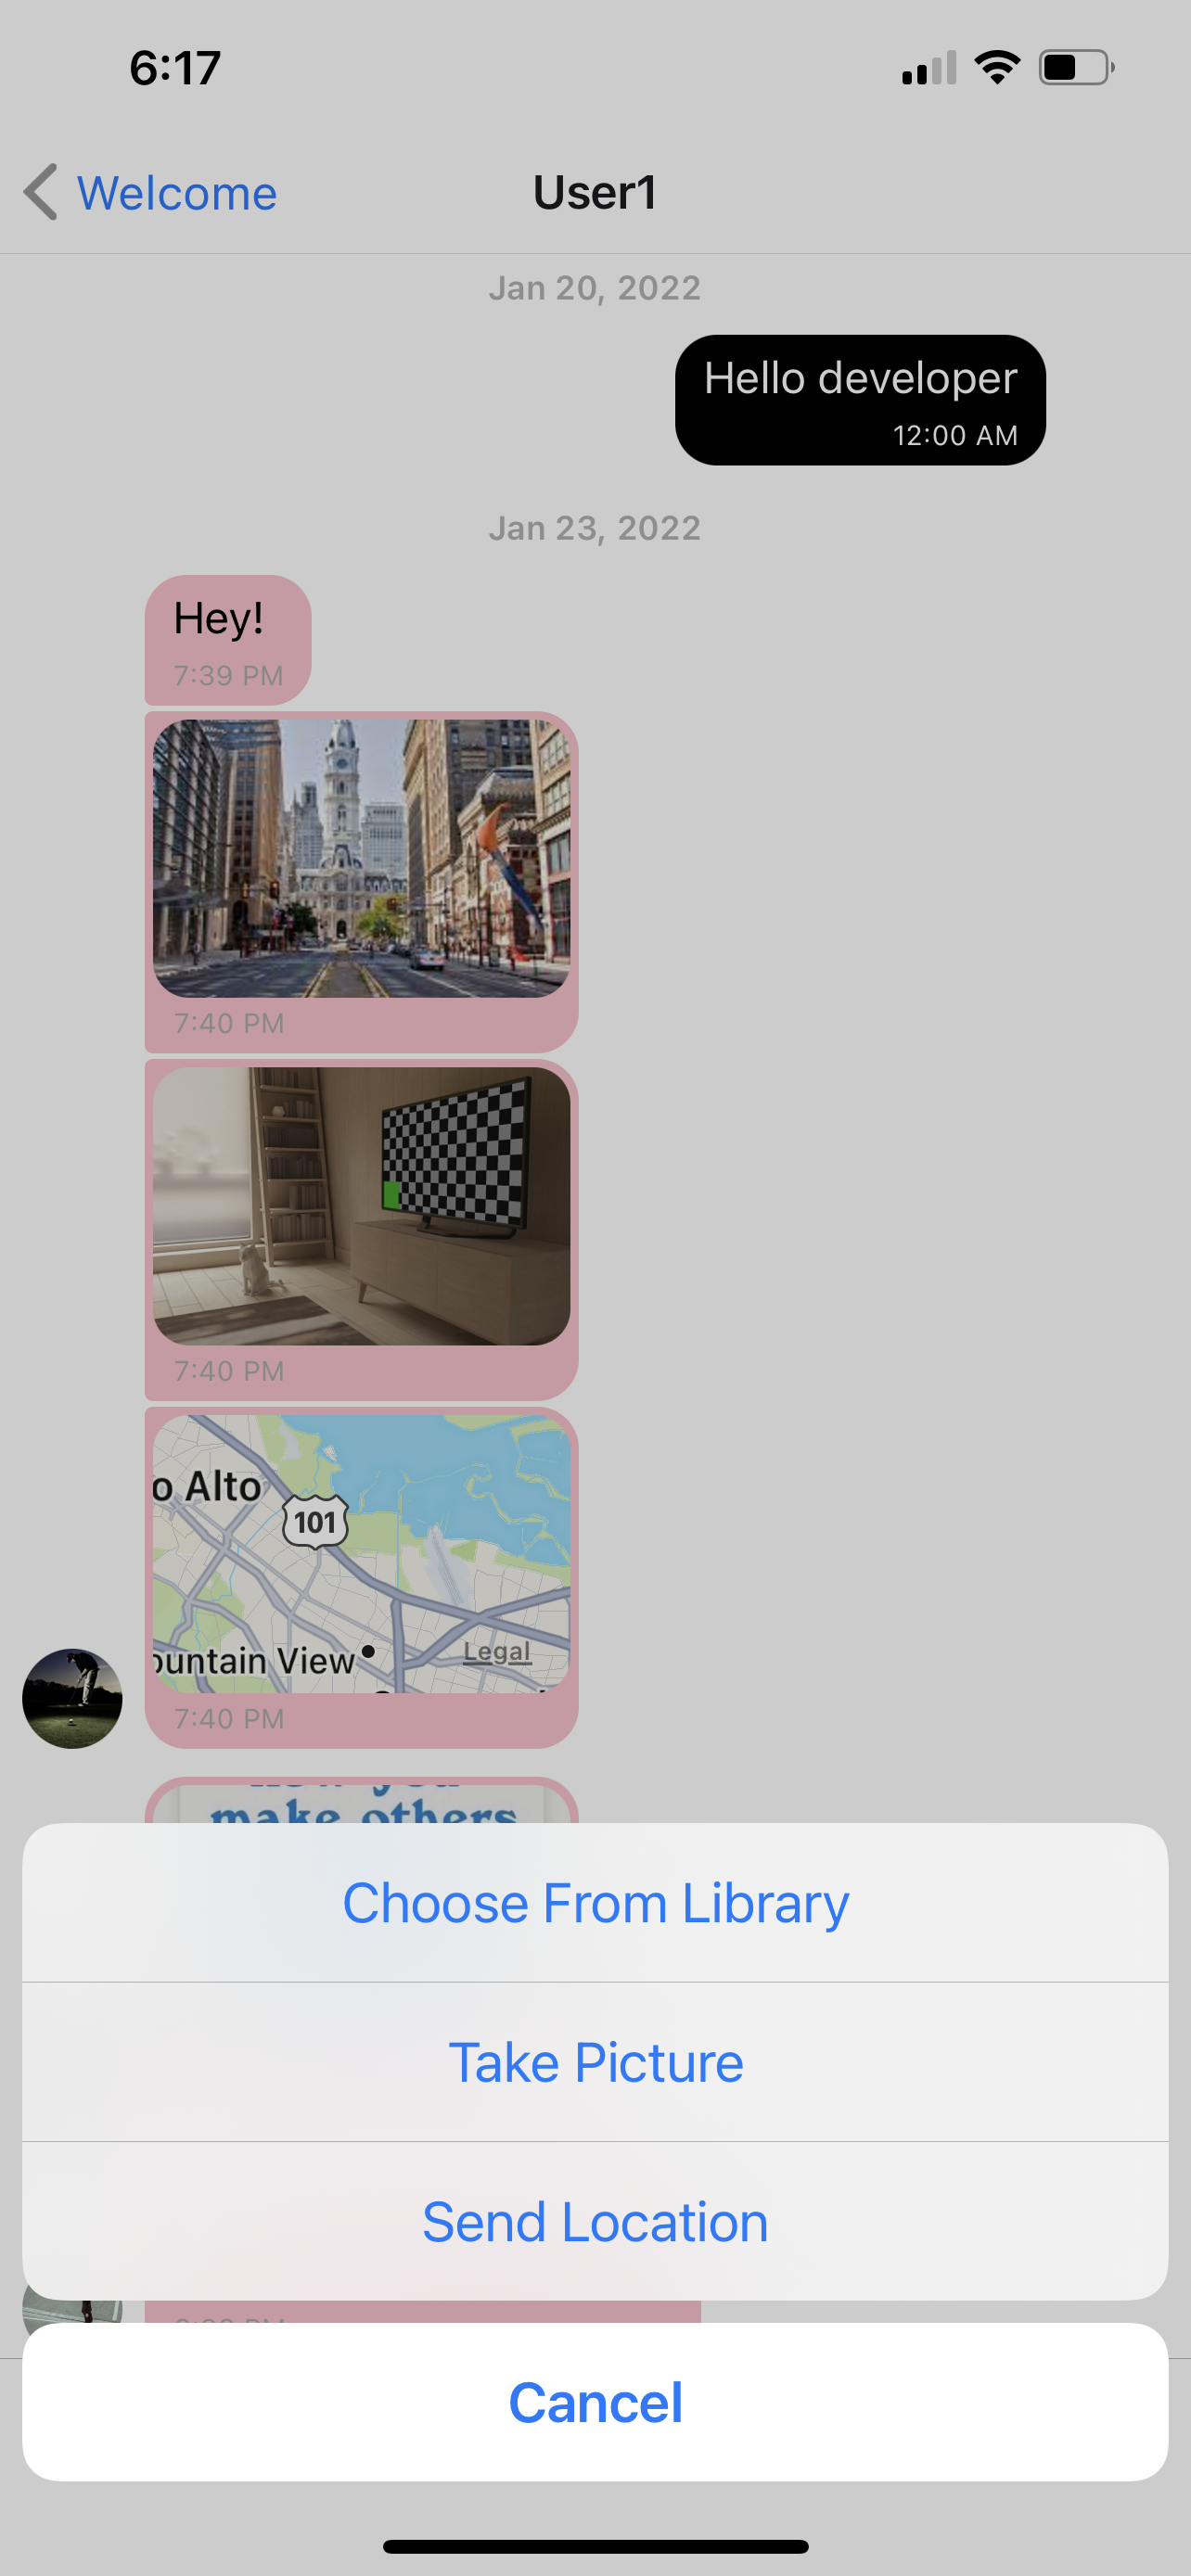 6:17
Welcome
User1
Jan 20, 2022
Hello developer
12:00 AM
Jan 23, 2022
Hey!
7:39 PM
7:40 PM
7:40 PM
o Alto
101
ountain View
Legal
7:40 PM
make others
Choose From Library
Take Picture
Send Location
Cancel